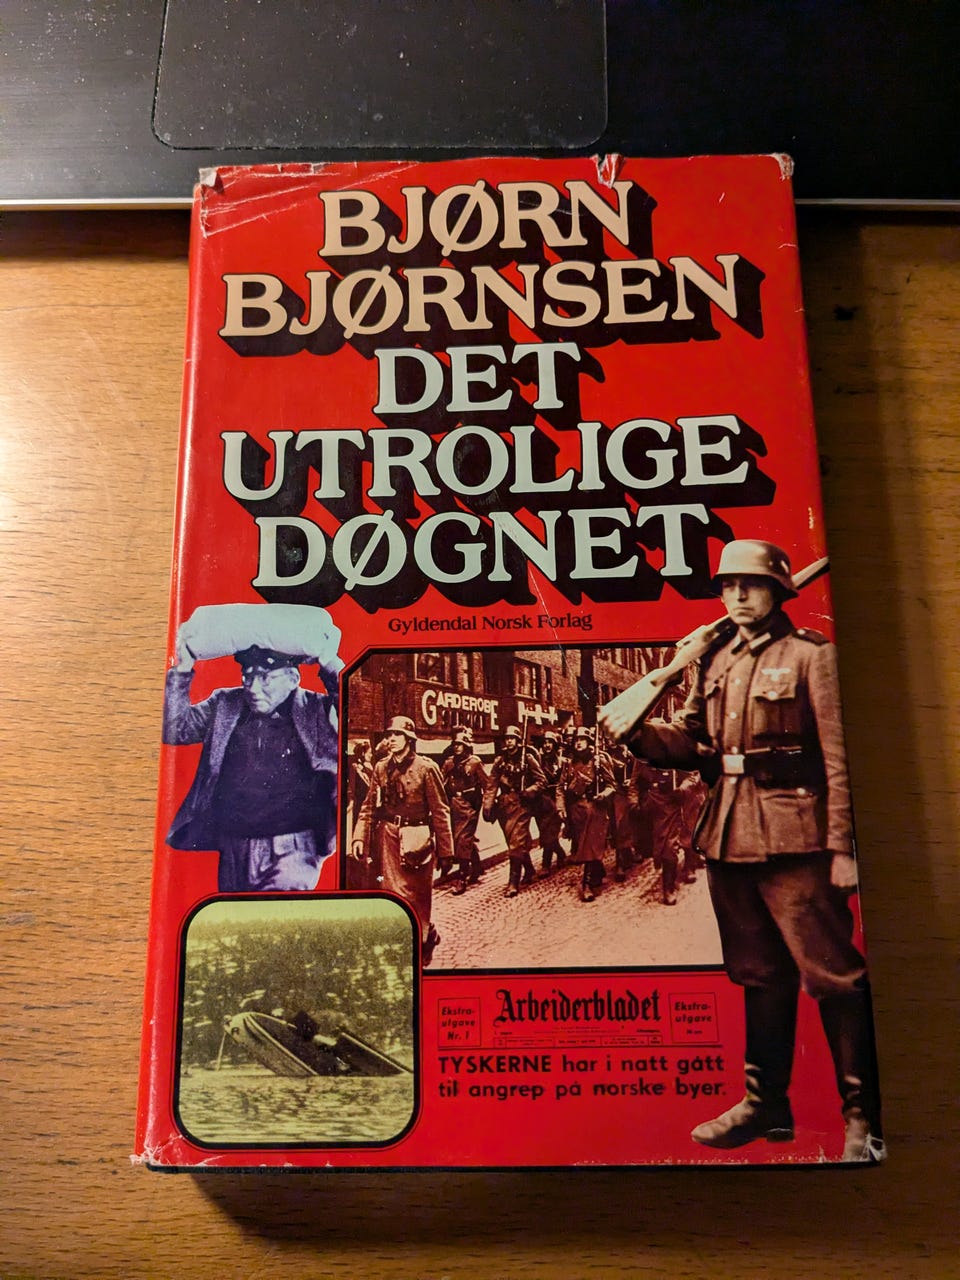 BJØRN
BJØRNSEN
DET
UTROLIGE
DØGNET
Gyldendal Norsk Forlag
GARDEROBE
Ekstra-
utgave
Nr. 1
Arbeiderbladet
Ekstra-
utgave
TYSKERNE har i natt gått
til angrep på norske byer.